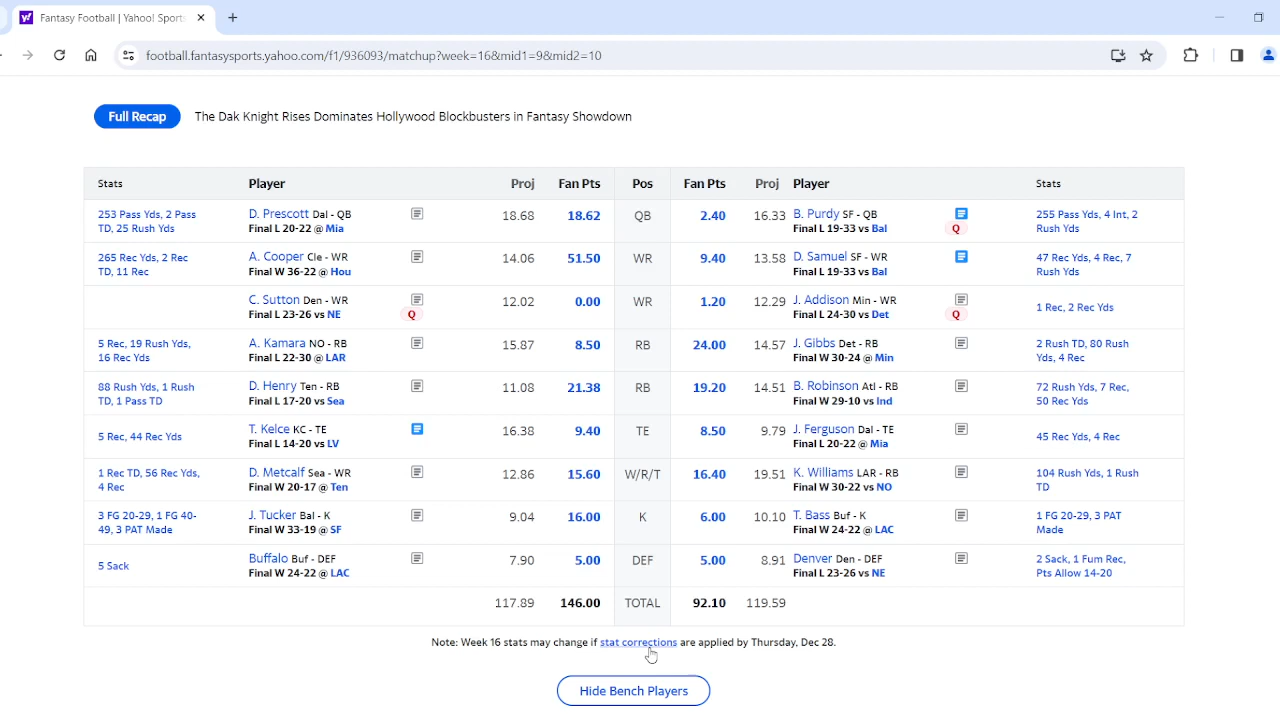 Fantasy Football | Yahoo! Sports
football.fantasysports.yahoo.com/f1/936093/matchup?week=16&mid1=9&mid2=10
Full Recap The Dak Knight Rises Dominates Hollywood Blockbusters in Fantasy Showdown
Stats Player Proj Fan Pts Pos Fan Pts Proj Player Stats
253 Pass Yds, 2 Pass D. Prescott Dal - QB 18.68 18.62 QB 2.40 16.33 B. Purdy SF - QB 255 Pass Yds, 4 Int, 2
TD, 25 Rush Yds Final L 20-22 @ Mia Final L 19-33 vs Bal Q Rush Yds
265 Rec Yds, 2 Rec A. Cooper Cle - WR 14.06 51.50 WR 9.40 13.58 D. Samuel SF - WR 47 Rec Yds, 4 Rec, 7
TD, 11 Rec Final W 36-22 @ Hou Final L 19-33 vs Bal Rush Yds
C. Sutton Den - WR 12.02 0.00 WR 1.20 12.29 J. Addison Min - WR 1 Rec, 2 Rec Yds
Final L 23-26 vs NE Q Final L 24-30 vs Det Q
5 Rec, 19 Rush Yds, A. Kamara NO - RB 15.87 8.50 RB 24.00 14.57 J. Gibbs Det - RB 2 Rush TD, 80 Rush
16 Rec Yds Final L 22-30 @ LAR Final W 30-24 @ Min Yds, 4 Rec
88 Rush Yds, 1 Rush D. Henry Ten - RB 11.08 21.38 RB 19.20 14.51 B. Robinson Atl - RB 72 Rush Yds, 7 Rec,
TD, 1 Pass TD Final L 17-20 vs Sea Final W 29-10 vs Ind 50 Rec Yds
5 Rec, 44 Rec Yds T. Kelce KC - TE 16.38 9.40 TE 8.50 9.79 J. Ferguson Dal - TE 45 Rec Yds, 4 Rec
Final L 14-20 vs LV Final L 20-22 @ Mia
1 Rec TD, 56 Rec Yds, D. Metcalf Sea - WR 12.86 15.60 W/R/T 16.40 19.51 K. Williams LAR - RB 104 Rush Yds, 1 Rush
4 Rec Final W 20-17 @ Ten Final W 30-22 vs NO TD
3 FG 20-29, 1 FG 40- J. Tucker Bal - K 9.04 16.00 K 6.00 10.10 T. Bass Buf - K 1 FG 20-29, 3 PAT
49, 3 PAT Made Final W 33-19 @ SF Final W 24-22 @ LAC Made
5 Sack Buffalo Buf - DEF 7.90 5.00 DEF 5.00 8.91 Denver Den - DEF 2 Sack, 1 Fum Rec,
Final W 24-22 @ LAC Final L 23-26 vs NE Pts Allow 14-20
117.89 146.00 TOTAL 92.10 119.59
Note: Week 16 stats may change if stat corrections are applied by Thursday, Dec 28.
Hide Bench Players